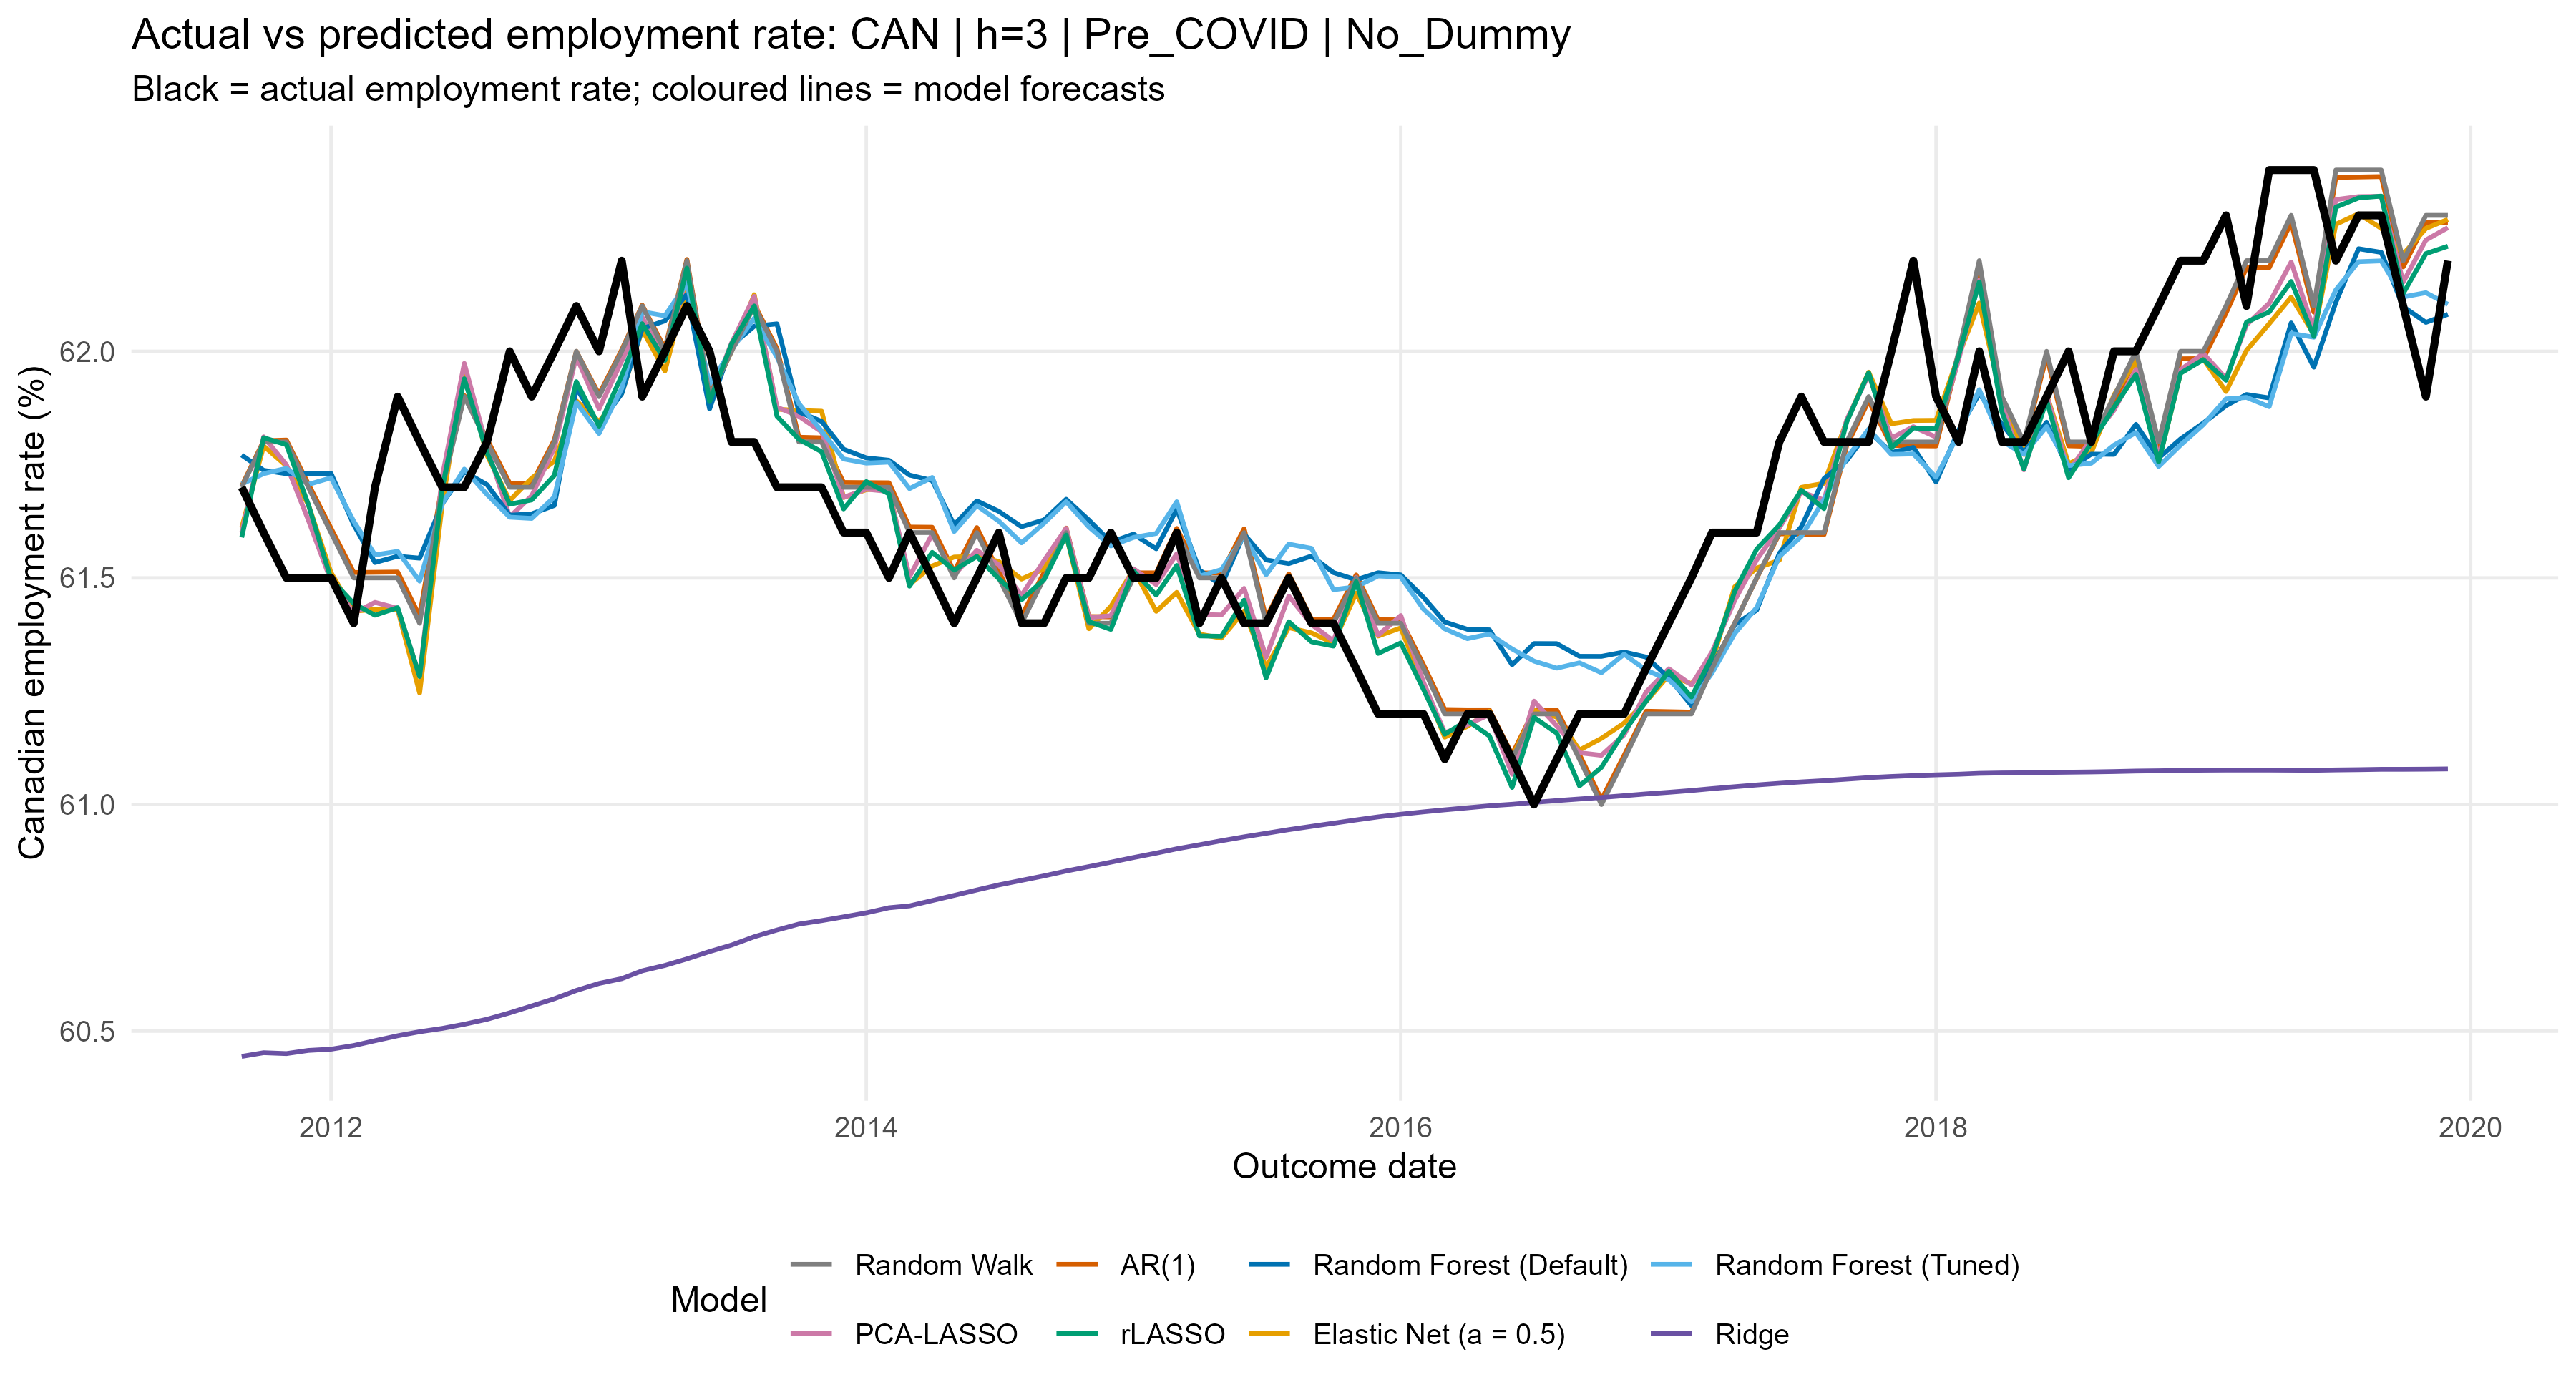 Actual vs predicted employment rate: CAN | h=3 | Pre_COVID | No_Dummy
Black = actual employment rate; coloured lines = model forecasts
Canadian employment rate (%)
62.0
61.5
61.0
60.5
2012 2014 2016 2018 2020
Outcome date
Model
Random Walk AR(1) Random Forest (Default) Random Forest (Tuned)
PCA-LASSO rLASSO Elastic Net (a = 0.5) Ridge